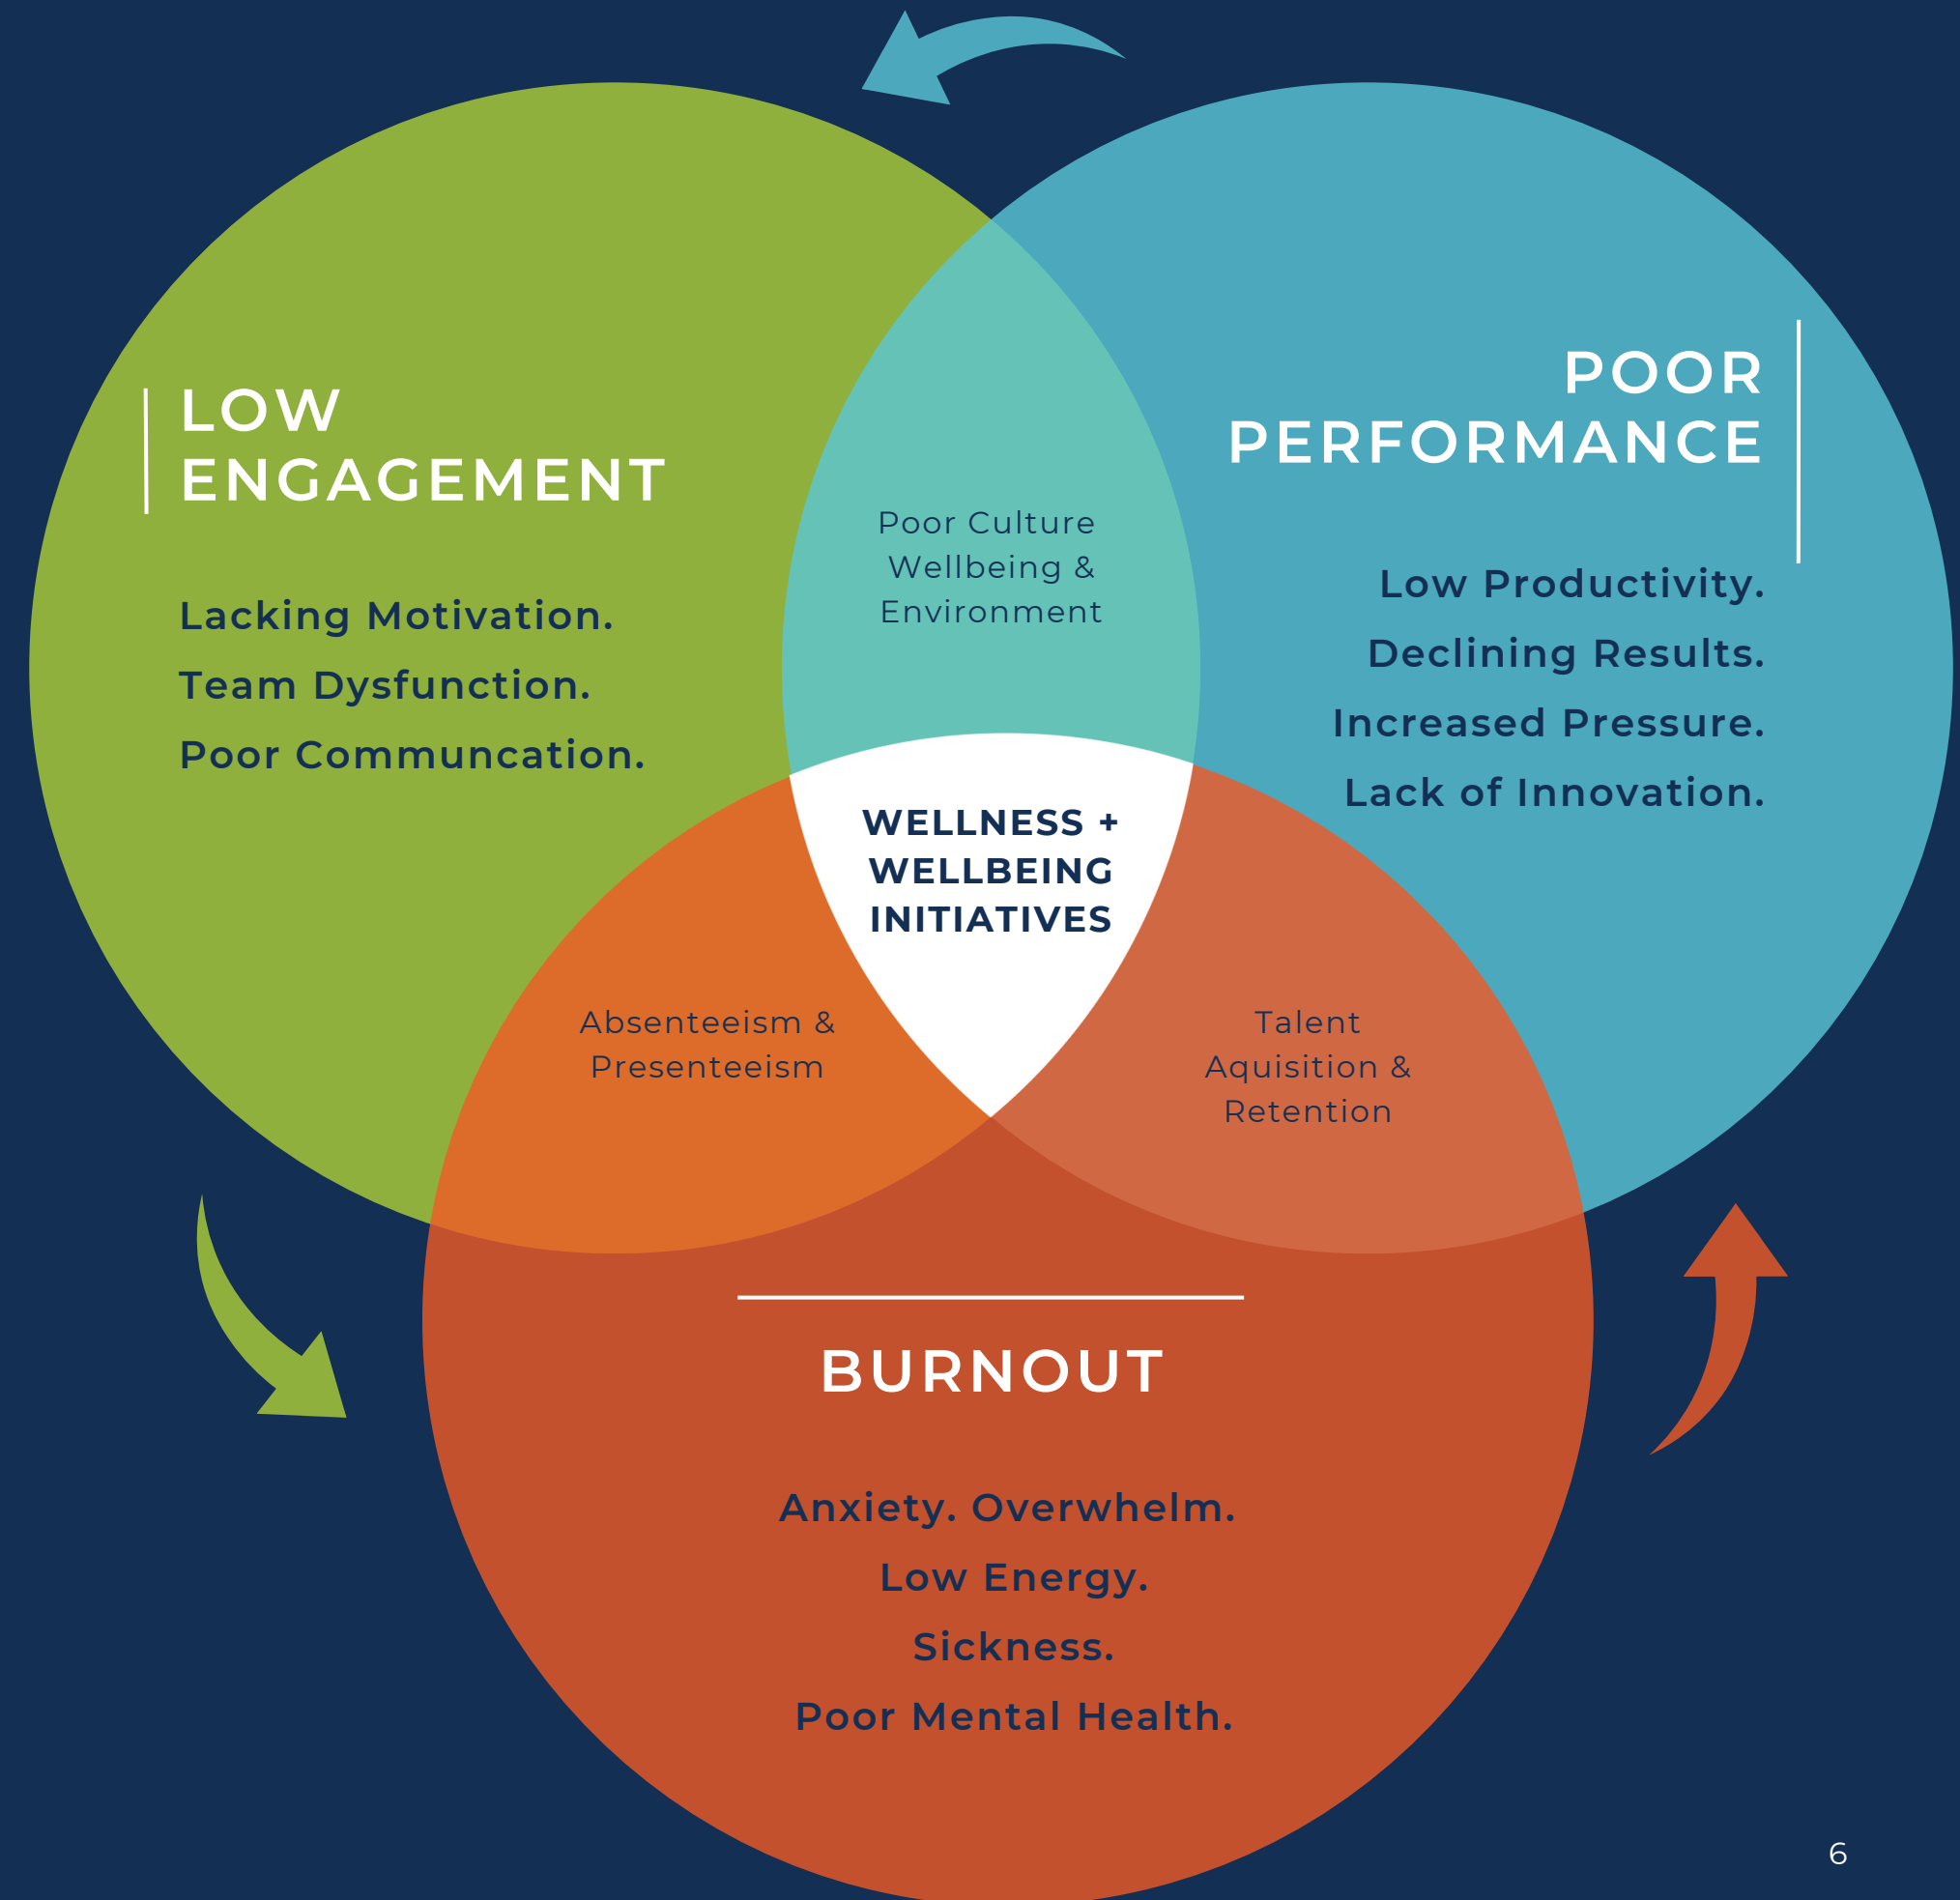 LOW
ENGAGEMENT
Lacking Motivation.
Team Dysfunction.
Poor Communcation.
POOR
PERFORMANCE
Low Productivity.
Declining Results.
Increased Pressure.
Lack of Innovation.
Poor Culture
Wellbeing &
Environment
WELLNESS +
WELLBEING
INITIATIVES
Absenteeism &
Presenteeism
Talent
Aquisition &
Retention
BURNOUT
Anxiety. Overwhelm.
Low Energy.
Sickness.
Poor Mental Health.
6